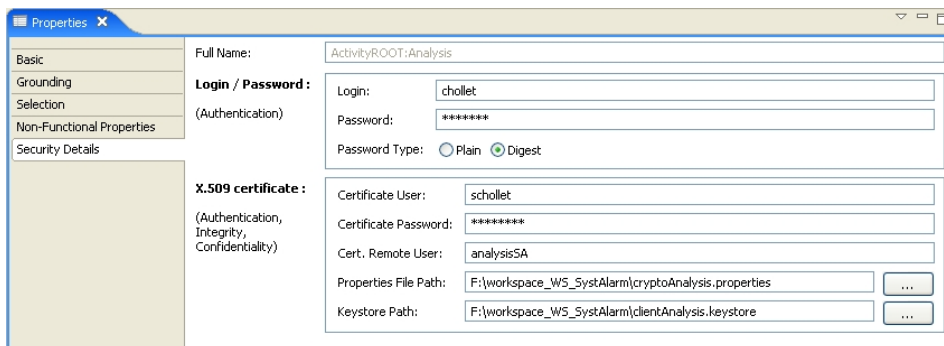 Properties
Basic
Grounding
Selection
Non-Functional Properties
Security Details
Full Name: ActivityROOT:Analysis
Login / Password :
(Authentication)
Login: chollet
Password: *******
Password Type: Plain Digest
X.509 certificate :
(Authentication,
Integrity,
Confidentiality)
Certificate User: schollet
Certificate Password: ********
Cert. Remote User: analysisSA
Properties File Path: F:\workspace_WS_SystAlarm\cryptoAnalysis.properties ...
Keystore Path: F:\workspace_WS_SystAlarm\clientAnalysis.keystore ...